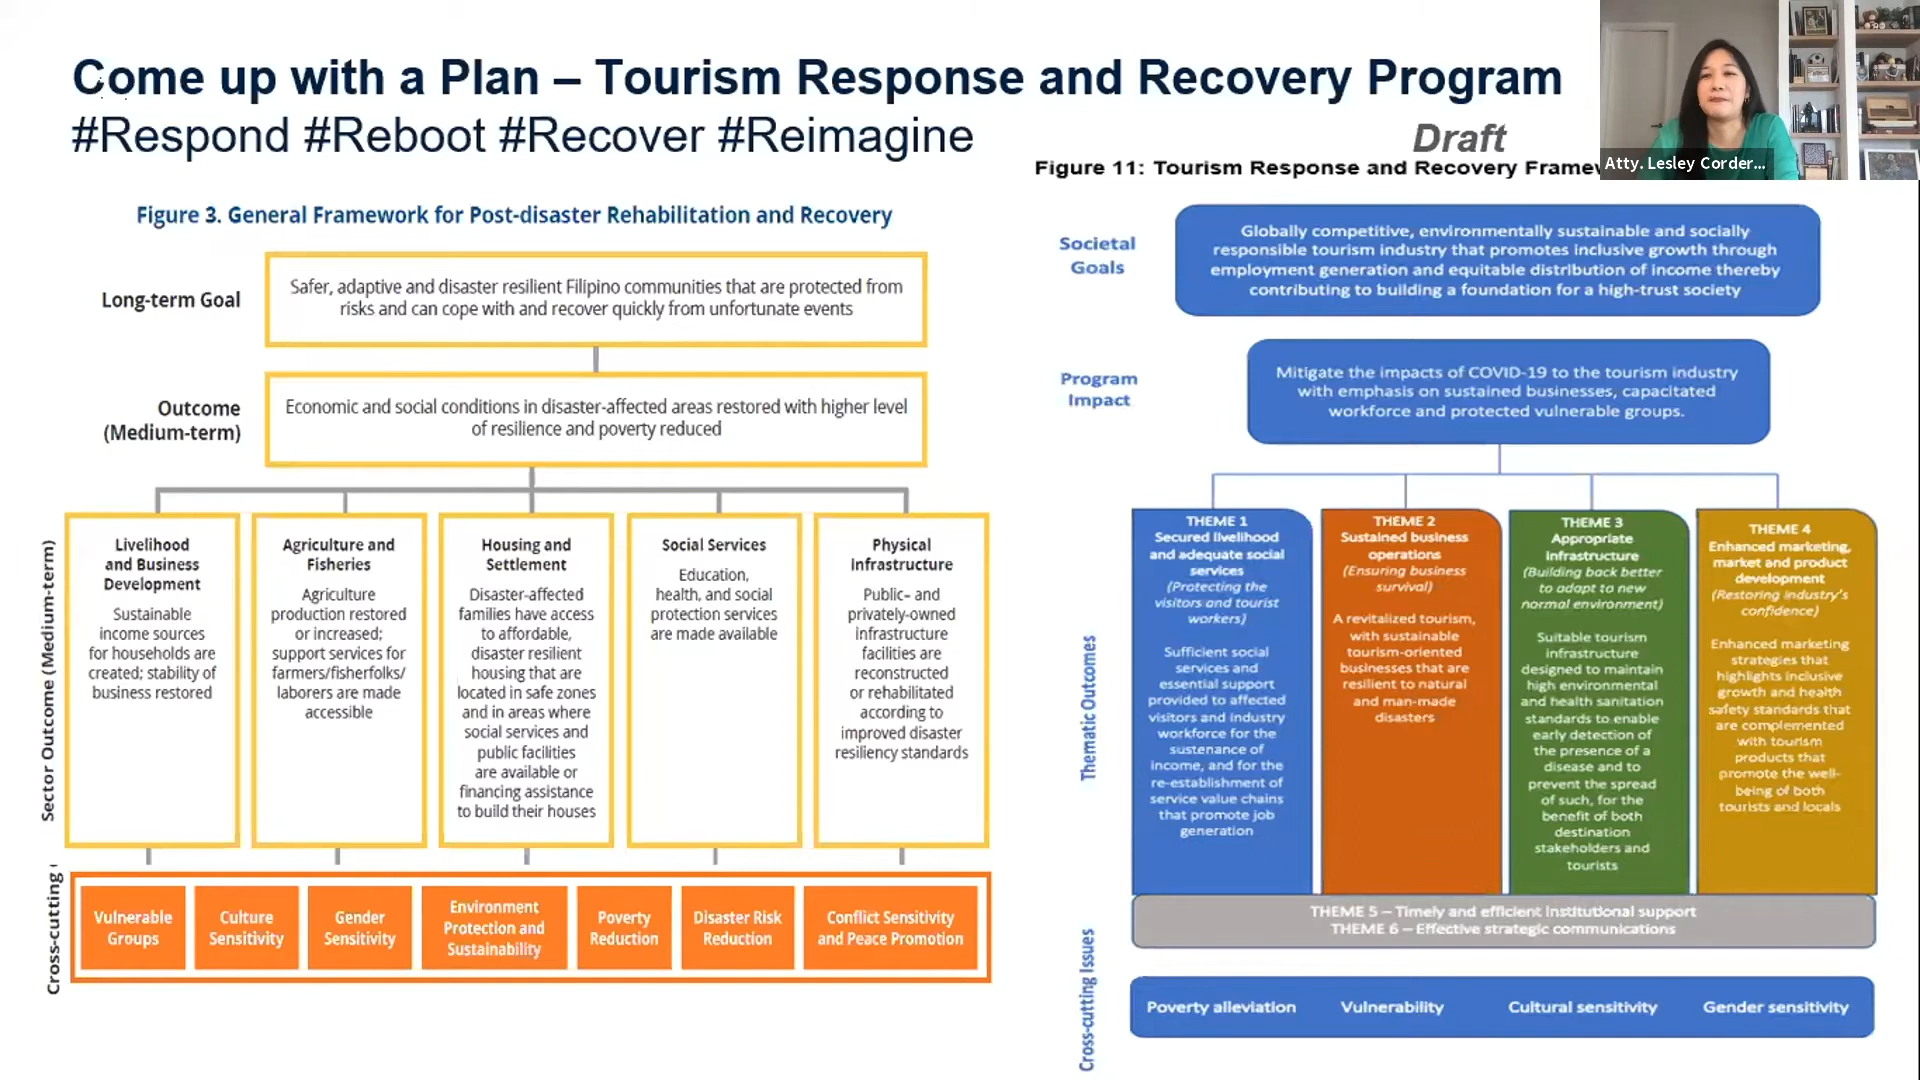 Come up with a Plan – Tourism Response and Recovery Program
#Respond #Reboot #Recover #Reimagine
Draft
Atty. Lesley Corder...
Figure 3. General Framework for Post-disaster Rehabilitation and Recovery
Long-term Goal
Safer, adaptive and disaster resilient Filipino communities that are protected from
risks and can cope with and recover quickly from unfortunate events
Outcome
(Medium-term)
Economic and social conditions in disaster-affected areas restored with higher level
of resilience and poverty reduced
Sector Outcome (Medium-term)
Livelihood
and Business
Development
Sustainable
income sources
for households are
created; stability of
business restored
Agriculture and
Fisheries
Agriculture
production restored
or increased;
support services for
farmers/fisherfolks/
laborers are made
accessible
Housing and
Settlement
Disaster-affected
families have access
to affordable,
disaster resilient
housing that are
located in safe zones
and in areas where
social services and
public facilities
are available or
financing assistance
to build their houses
Social Services
Education,
health, and social
protection services
are made available
Physical
Infrastructure
Public– and
privately-owned
infrastructure
facilities are
reconstructed
or rehabilitated
according to
improved disaster
resiliency standards
Cross-cutting
Vulnerable
Groups
Culture
Sensitivity
Gender
Sensitivity
Environment
Protection and
Sustainability
Poverty
Reduction
Disaster Risk
Reduction
Conflict Sensitivity
and Peace Promotion
Figure 11: Tourism Response and Recovery
Societal
Goals
Globally competitive, environmentally sustainable and socially
responsible tourism industry that promotes inclusive growth through
employment generation and equitable distribution of income thereby
contributing to building a foundation for a high-trust society
Program
Impact
Mitigate the impacts of COVID-19 to the tourism industry
with emphasis on sustained businesses, capacitated
workforce and protected vulnerable groups.
Thematic Outcomes
THEME 1
Secured livelihood
and adequate social
services
(Protecting the
visitors and tourist
workers)
Sufficient social
services and
essential support
provided to affected
visitors and industry
workforce for the
sustenance of
income, and for the
re-establishment of
service value chains
that promote job
generation
THEME 2
Sustained business
operations
(Ensuring business
survival)
A revitalized tourism,
with sustainable
tourism-oriented
businesses that are
resilient to natural
and man-made
disasters
THEME 3
Appropriate
infrastructure
(Building back better
to adapt to new
normal environment)
Suitable tourism
infrastructure
designed to maintain
high environmental
and health sanitation
standards to enable
early detection of
the presence of a
disease and to
prevent the spread
of such, for the
benefit of both
destination
stakeholders and
tourists
THEME 4
Enhanced marketing,
market and product
development
(Restoring industry's
confidence)
Enhanced marketing
strategies that
highlights inclusive
growth and health
safety standards that
are complemented
with tourism
products that
promote the well-
being of both
tourists and locals
THEME 5 – Timely and efficient institutional support
THEME 6 – Effective strategic communications
Cross-cutting Issues
Poverty alleviation
Vulnerability
Cultural sensitivity
Gender sensitivity